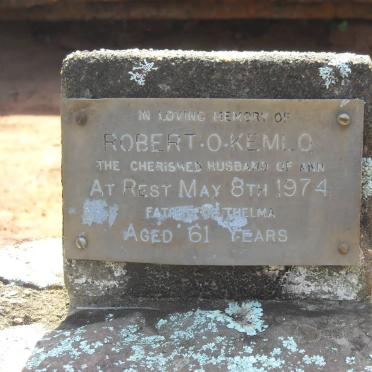 IN LOVING MEMORY OF
ROBERT·O·KEMLO
THE CHERISHED HUSBAND OF ANN
AT REST MAY 8TH 1974
FATHER OF THELMA
AGED 61 YEARS